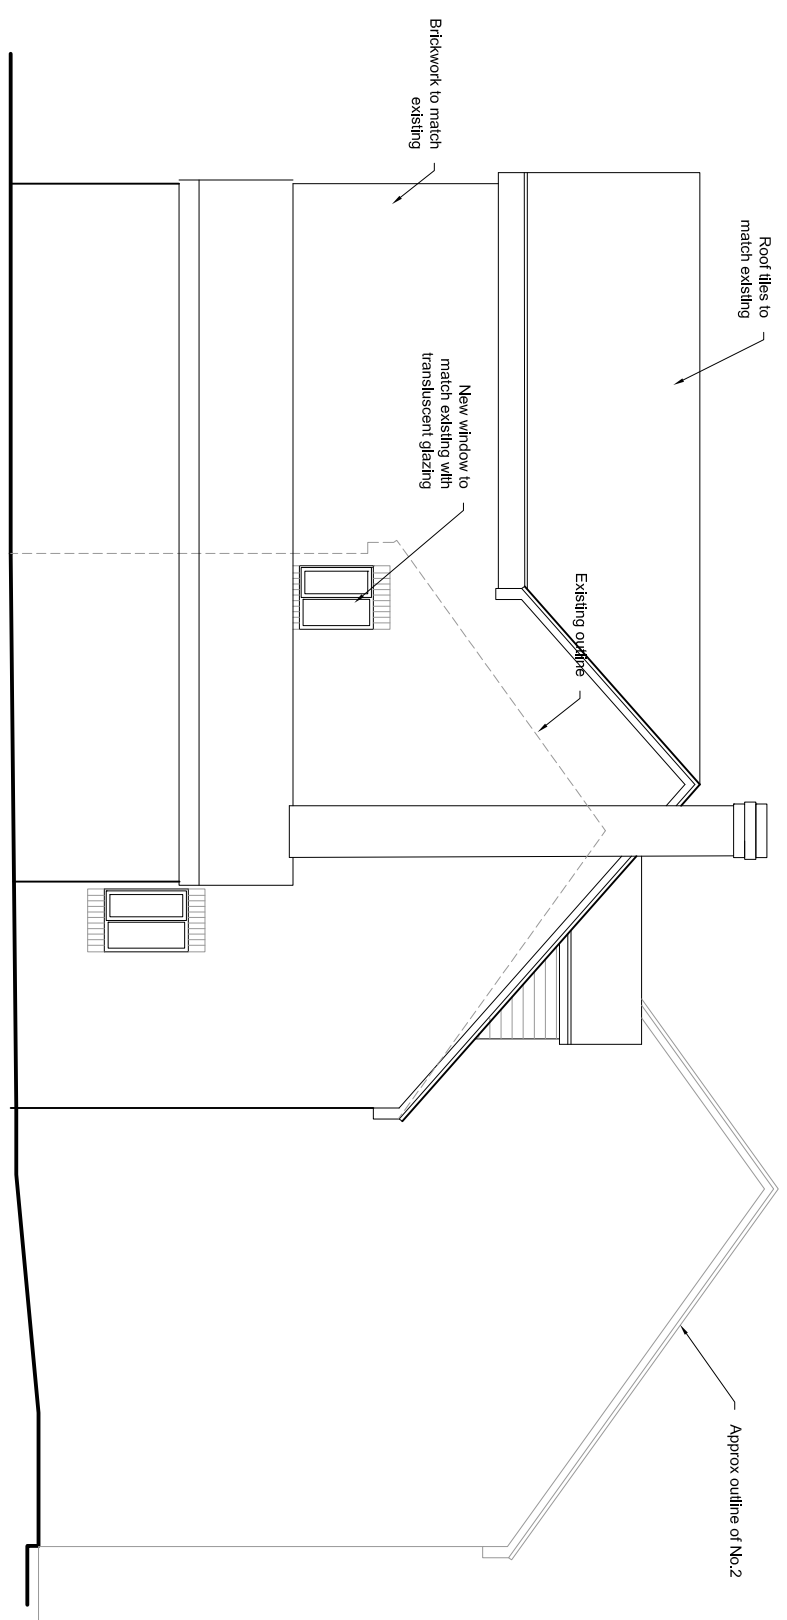 Brickwork to match
existing
Roof tiles to
match existing
New window to
match existing with
transluscent glazing
Existing outline
Approx outline of No.2